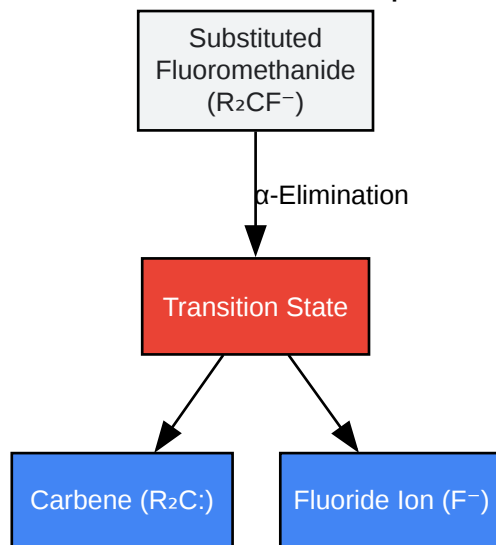 Substituted
Fluoromethanide
(R₂CF⁻)
α-Elimination
Transition State
Carbene (R₂C:)
Fluoride Ion (F⁻)